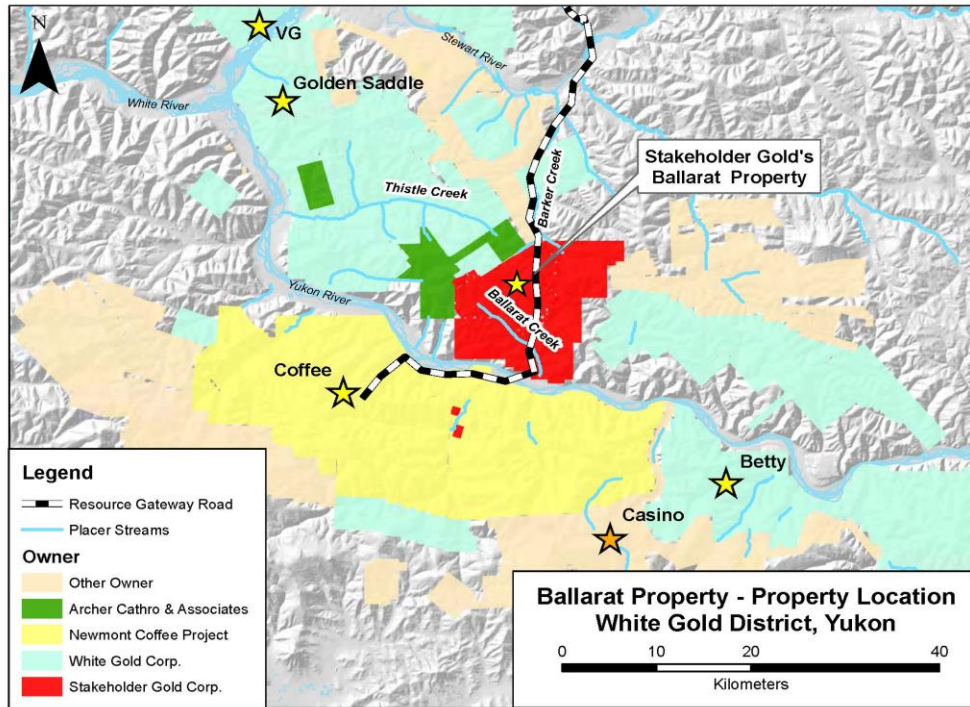 N
VG
Stewart River
Golden Saddle
White River
Stakeholder Gold's
Ballarat Property
Barker Creek
Thistle Creek
Yukon River
Ballarat Creek
Coffee
Betty
Casino
Legend
Resource Gateway Road
Placer Streams
Owner
Other Owner
Archer Cathro & Associates
Newmont Coffee Project
White Gold Corp.
Stakeholder Gold Corp.
Ballarat Property - Property Location
White Gold District, Yukon
0 10 20 40
Kilometers